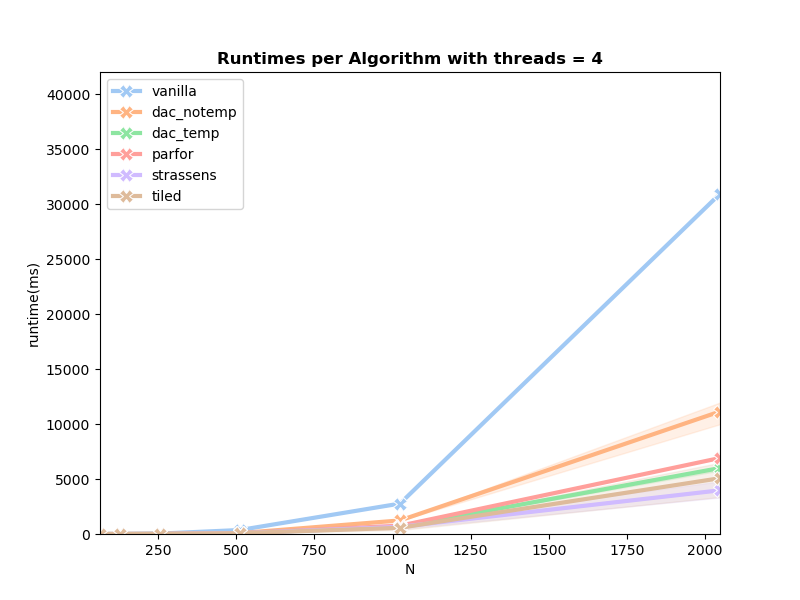 Runtimes per Algorithm with threads = 4
vanilla
dac_notemp
dac_temp
parfor
strassens
tiled
40000
35000
30000
25000
20000
15000
10000
5000
0
runtime(ms)
250
500
750
1000
1250
1500
1750
2000
N